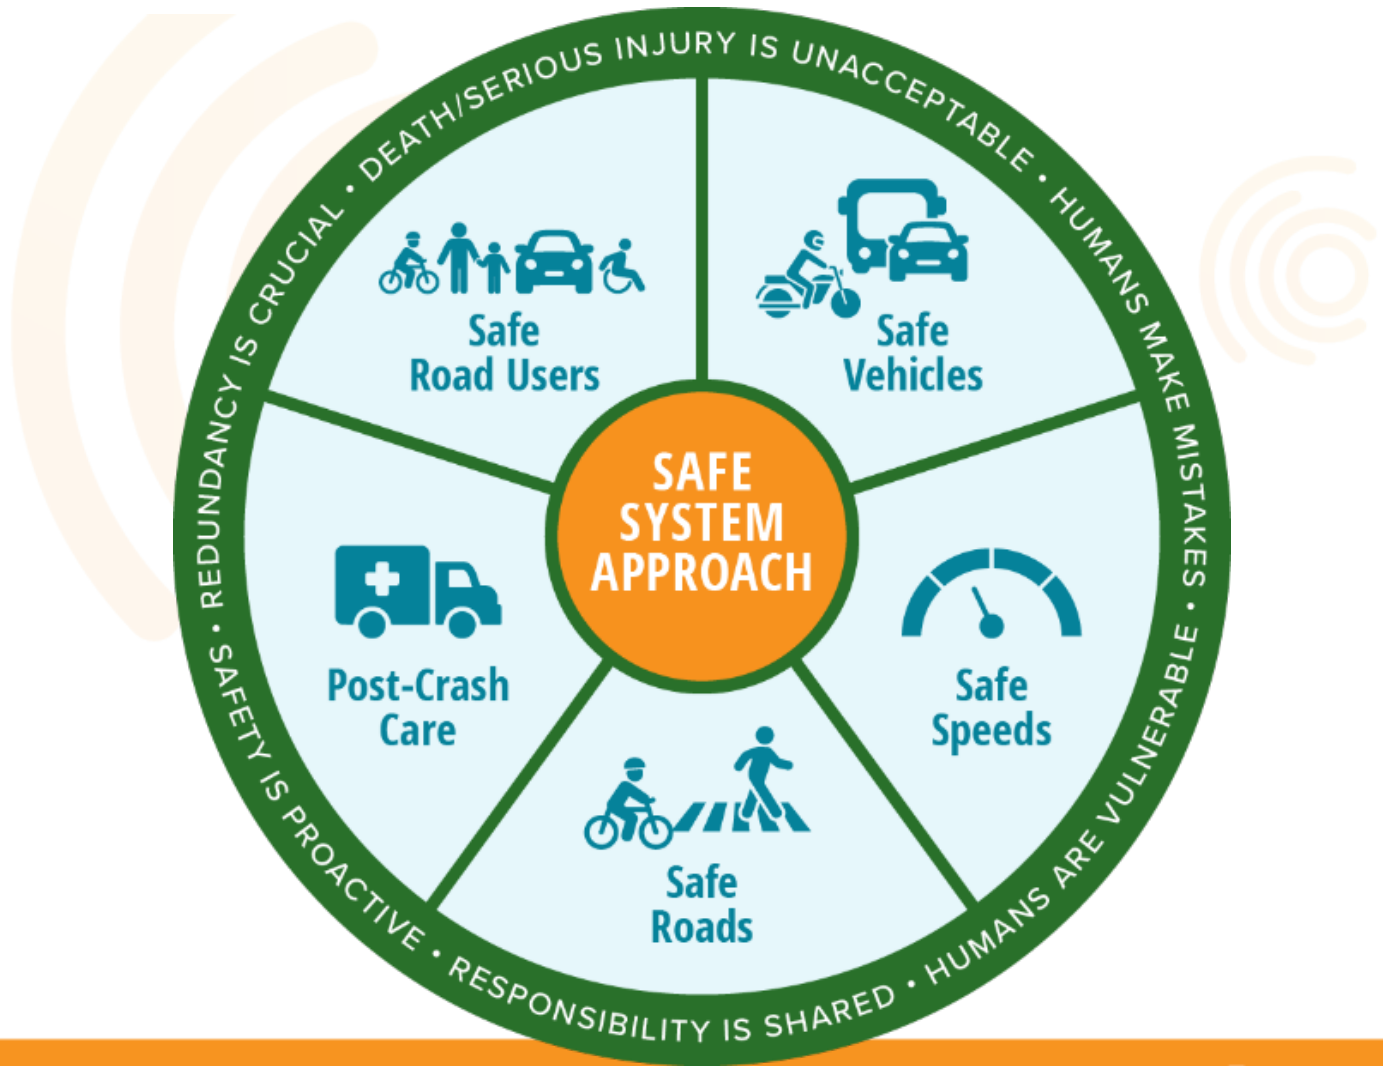 DEATH/SERIOUS INJURY IS UNACCEPTABLE • HUMANS MAKE MISTAKES • HUMANS ARE VULNERABLE • RESPONSIBILITY IS SHARED • SAFETY IS PROACTIVE • REDUNDANCY IS CRUCIAL •
Safe
Road Users
Safe
Vehicles
SAFE
SYSTEM
APPROACH
Post-Crash
Care
Safe
Speeds
Safe
Roads